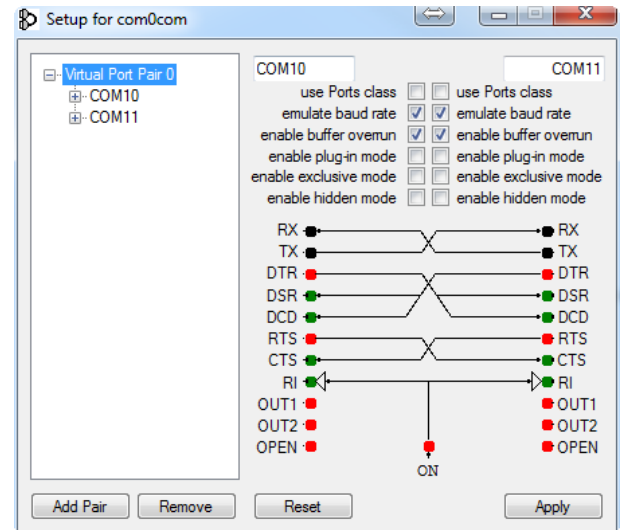 Setup for com0com
Virtual Port Pair 0
COM10
COM11
COM10 COM11
use Ports class use Ports class
emulate baud rate emulate baud rate
enable buffer overrun enable buffer overrun
enable plug-in mode enable plug-in mode
enable exclusive mode enable exclusive mode
enable hidden mode enable hidden mode
RX RX
TX TX
DTR DTR
DSR DSR
DCD DCD
RTS RTS
CTS CTS
RI RI
OUT1 OUT1
OUT2 OUT2
OPEN OPEN
ON
Add Pair Remove Reset Apply